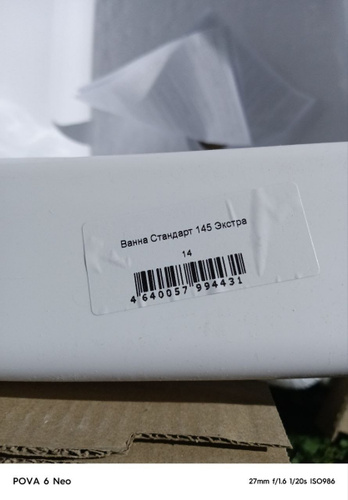 Ванна Стандарт 145 Экстра
14
4 640057 994431
POVA 6 Neo
27mm f/1.6 1/20s ISO986